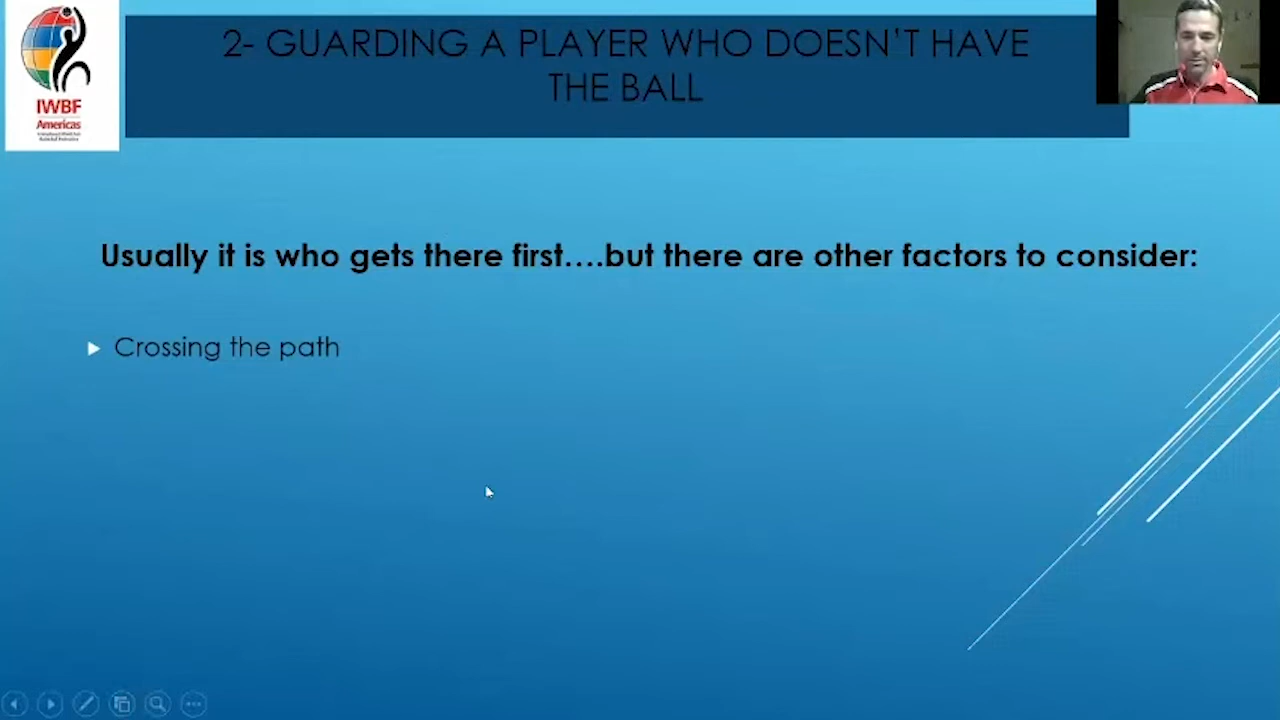 2- GUARDING A PLAYER WHO DOESN'T HAVE
THE BALL
IWBF
Americas
Usually it is who gets there first....but there are other factors to consider:
Crossing the path